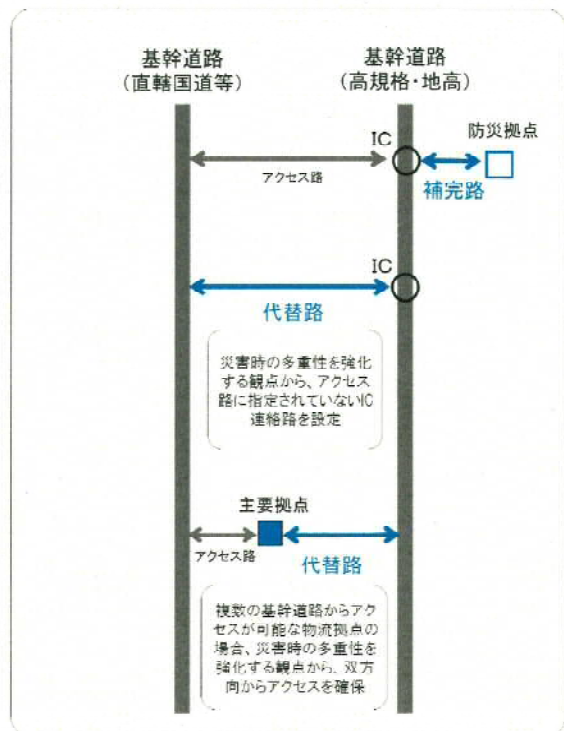 基幹道路
(直轄国道等)
基幹道路
(高規格・地高)
IC
防災拠点
アクセス路
補完路
IC
代替路
災害時の多重性を強化
する観点から、アクセス
路に指定されていないIC
連絡路を設定
主要拠点
アクセス路
代替路
複数の基幹道路からアク
セスが可能な物流拠点の
場合、災害時の多重性を
強化する観点から、双方
向からアクセスを確保